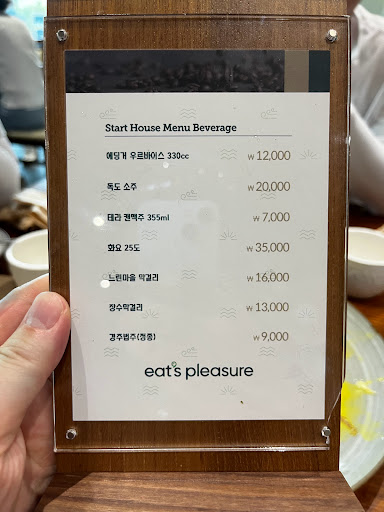 Start House Menu Beverage
에딩거 우르바이스 330cc ₩ 12,000
독도 소주 ₩ 20,000
테라 캔맥주 355ml ₩ 7,000
화요 25도 ₩ 35,000
느린마을 막걸리 ₩ 16,000
장수막걸리 ₩ 13,000
경주법주(정종) ₩ 9,000
eat's pleasure